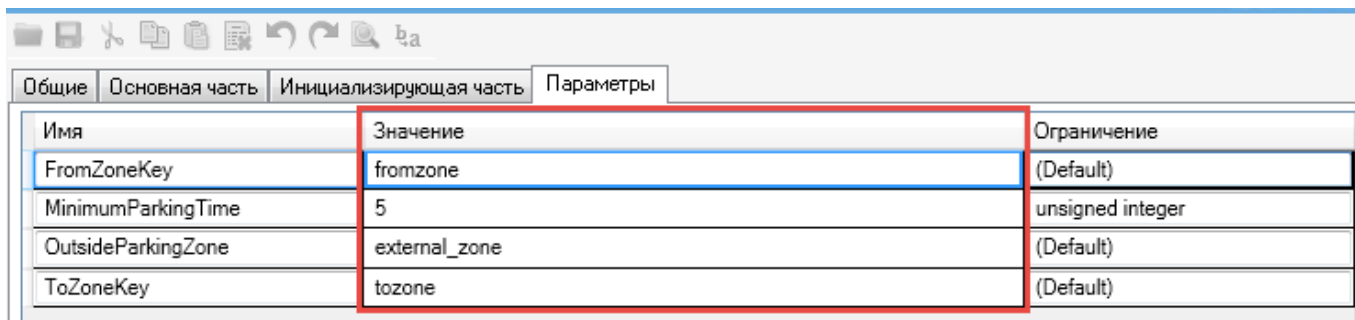 Общие Основная часть Инициализирующая часть Параметры
Имя Значение Ограничение
FromZoneKey fromzone (Default)
MinimumParkingTime 5 unsigned integer
OutsideParkingZone external_zone (Default)
ToZoneKey tozone (Default)